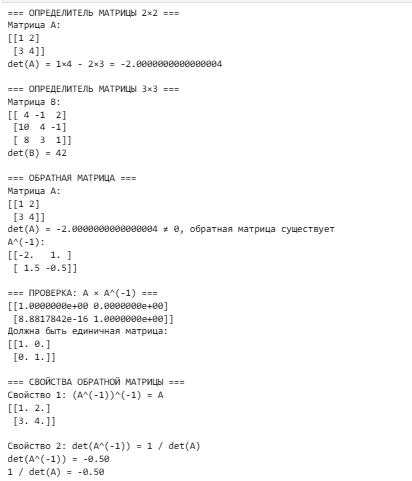 === ОПРЕДЕЛИТЕЛЬ МАТРИЦЫ 2×2 ===
Матрица A:
[[1 2]
 [3 4]]
det(A) = 1×4 - 2×3 = -2.0000000000000004

=== ОПРЕДЕЛИТЕЛЬ МАТРИЦЫ 3×3 ===
Матрица B:
[[ 4 -1  2]
 [10  4 -1]
 [ 8  3  1]]
det(B) = 42

=== ОБРАТНАЯ МАТРИЦА ===
Матрица A:
[[1 2]
 [3 4]]
det(A) = -2.0000000000000004 ≠ 0, обратная матрица существует
A^(-1):
[[-2.   1. ]
 [ 1.5 -0.5]]

=== ПРОВЕРКА: A × A^(-1) ===
[[1.0000000e+00 0.0000000e+00]
 [8.8817842e-16 1.0000000e+00]]
Должна быть единичная матрица:
[[1. 0.]
 [0. 1.]]

=== СВОЙСТВА ОБРАТНОЙ МАТРИЦЫ ===
Свойство 1: (A^(-1))^(-1) = A
[[1. 2.]
 [3. 4.]]

Свойство 2: det(A^(-1)) = 1 / det(A)
det(A^(-1)) = -0.50
1 / det(A) = -0.50